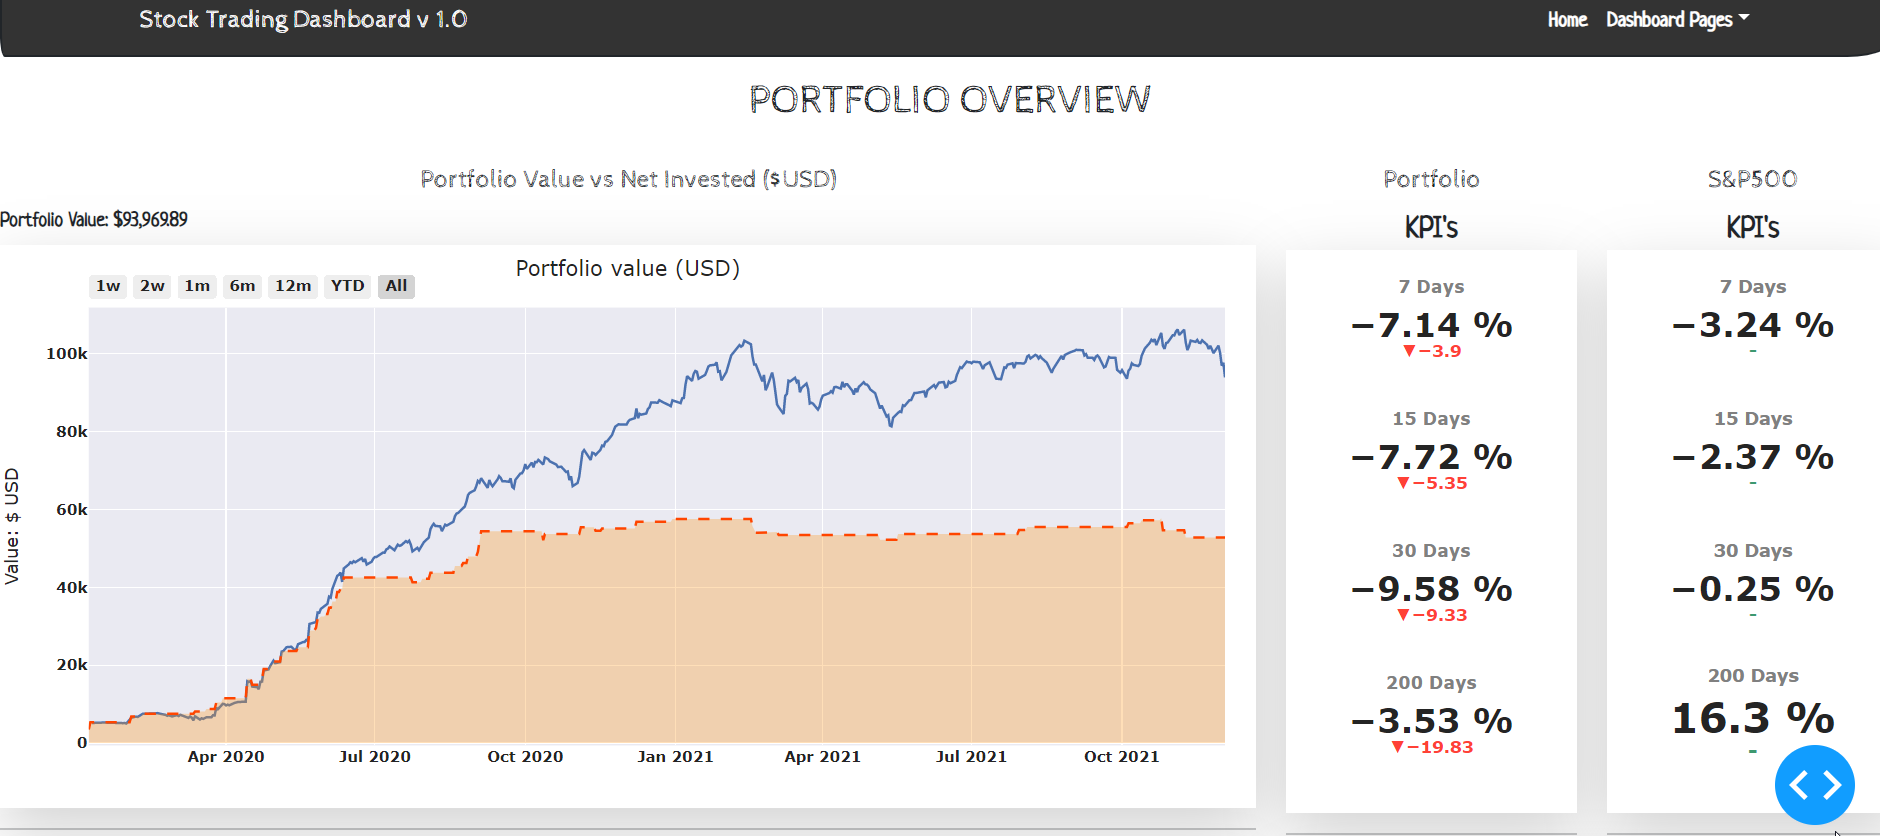 Stock Trading Dashboard v 1.0
Home Dashboard Pages
PORTFOLIO OVERVIEW
Portfolio Value vs Net Invested ($USD)
Portfolio Value: $93,969.89
Portfolio value (USD)
1w 2w 1m 6m 12m YTD All
Value: $ USD
100k
80k
60k
40k
20k
0
Apr 2020 Jul 2020 Oct 2020 Jan 2021 Apr 2021 Jul 2021 Oct 2021
Portfolio
KPI's
7 Days
−7.14 %
▼−3.9
15 Days
−7.72 %
▼−5.35
30 Days
−9.58 %
▼−9.33
200 Days
−3.53 %
▼−19.83
S&P500
KPI's
7 Days
−3.24 %
-
15 Days
−2.37 %
-
30 Days
−0.25 %
-
200 Days
16.3 %
-